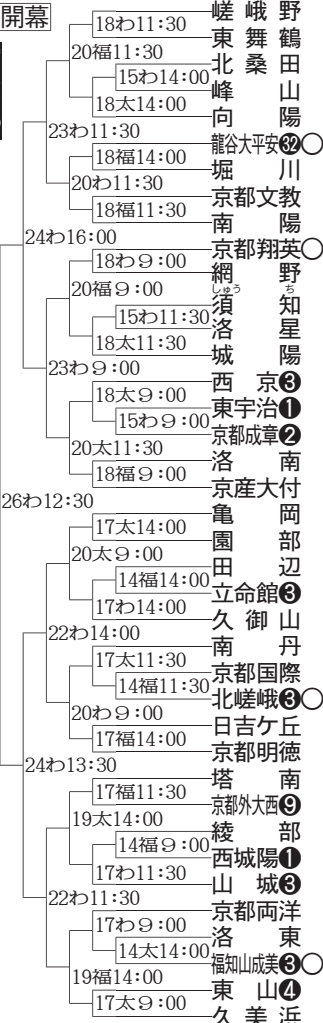 開幕
嵯峨野
18わ11:30
東舞鶴
20福11:30
北桑田
15わ14:00
峰山
18太14:00
向陽
23わ11:30
龍谷大平安㉜○
18福14:00
堀川
20わ11:30
京都文教
18福11:30
南陽
24わ16:00
京都翔英○
18わ9:00
網野
20福9:00
しゅう ち
須知
15わ11:30
洛星
18太11:30
城陽
23わ9:00
西京❸
18太9:00
東宇治❶
15わ9:00
京都成章❷
20太11:30
洛南
18福9:00
京産大付
26わ12:30
亀岡
17太14:00
園部
20太9:00
田辺
14福14:00
立命館❸
17わ14:00
久御山
22わ14:00
南丹
17太11:30
京都国際
14福11:30
北嵯峨❸○
20わ9:00
日吉ケ丘
17福14:00
京都明徳
24わ13:30
塔南
17福11:30
京都外大西❾
19太14:00
綾部
14福9:00
西城陽❶
17わ11:30
山城❸
22わ11:30
京都両洋
17わ9:00
洛東
14太14:00
福知山成美❸○
19福14:00
東山❹
17太9:00
久美浜